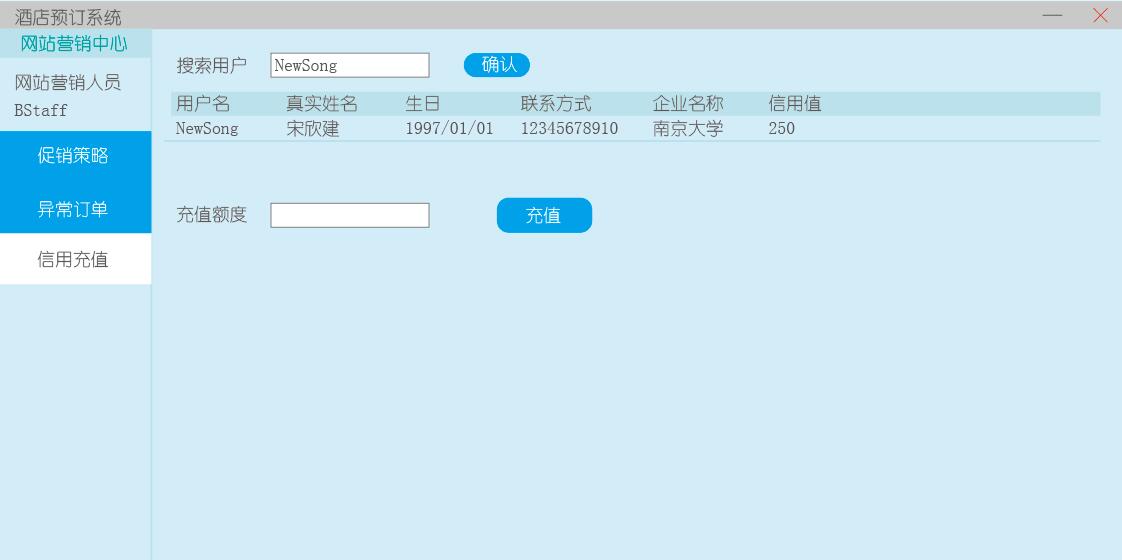 酒店预订系统
网站营销中心
网站营销人员
BStaff
促销策略
异常订单
信用充值
搜索用户 NewSong 确认
用户名 真实姓名 生日 联系方式 企业名称 信用值
NewSong 宋欣建 1997/01/01 12345678910 南京大学 250
充值额度 充值